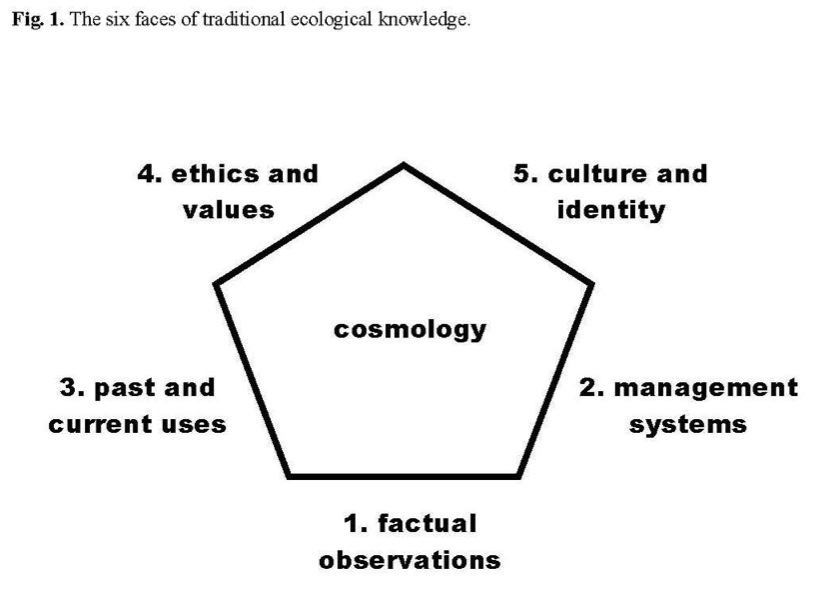 Fig. 1. The six faces of traditional ecological knowledge.
4. ethics and
values
5. culture and
identity
cosmology
3. past and
current uses
2. management
systems
1. factual
observations